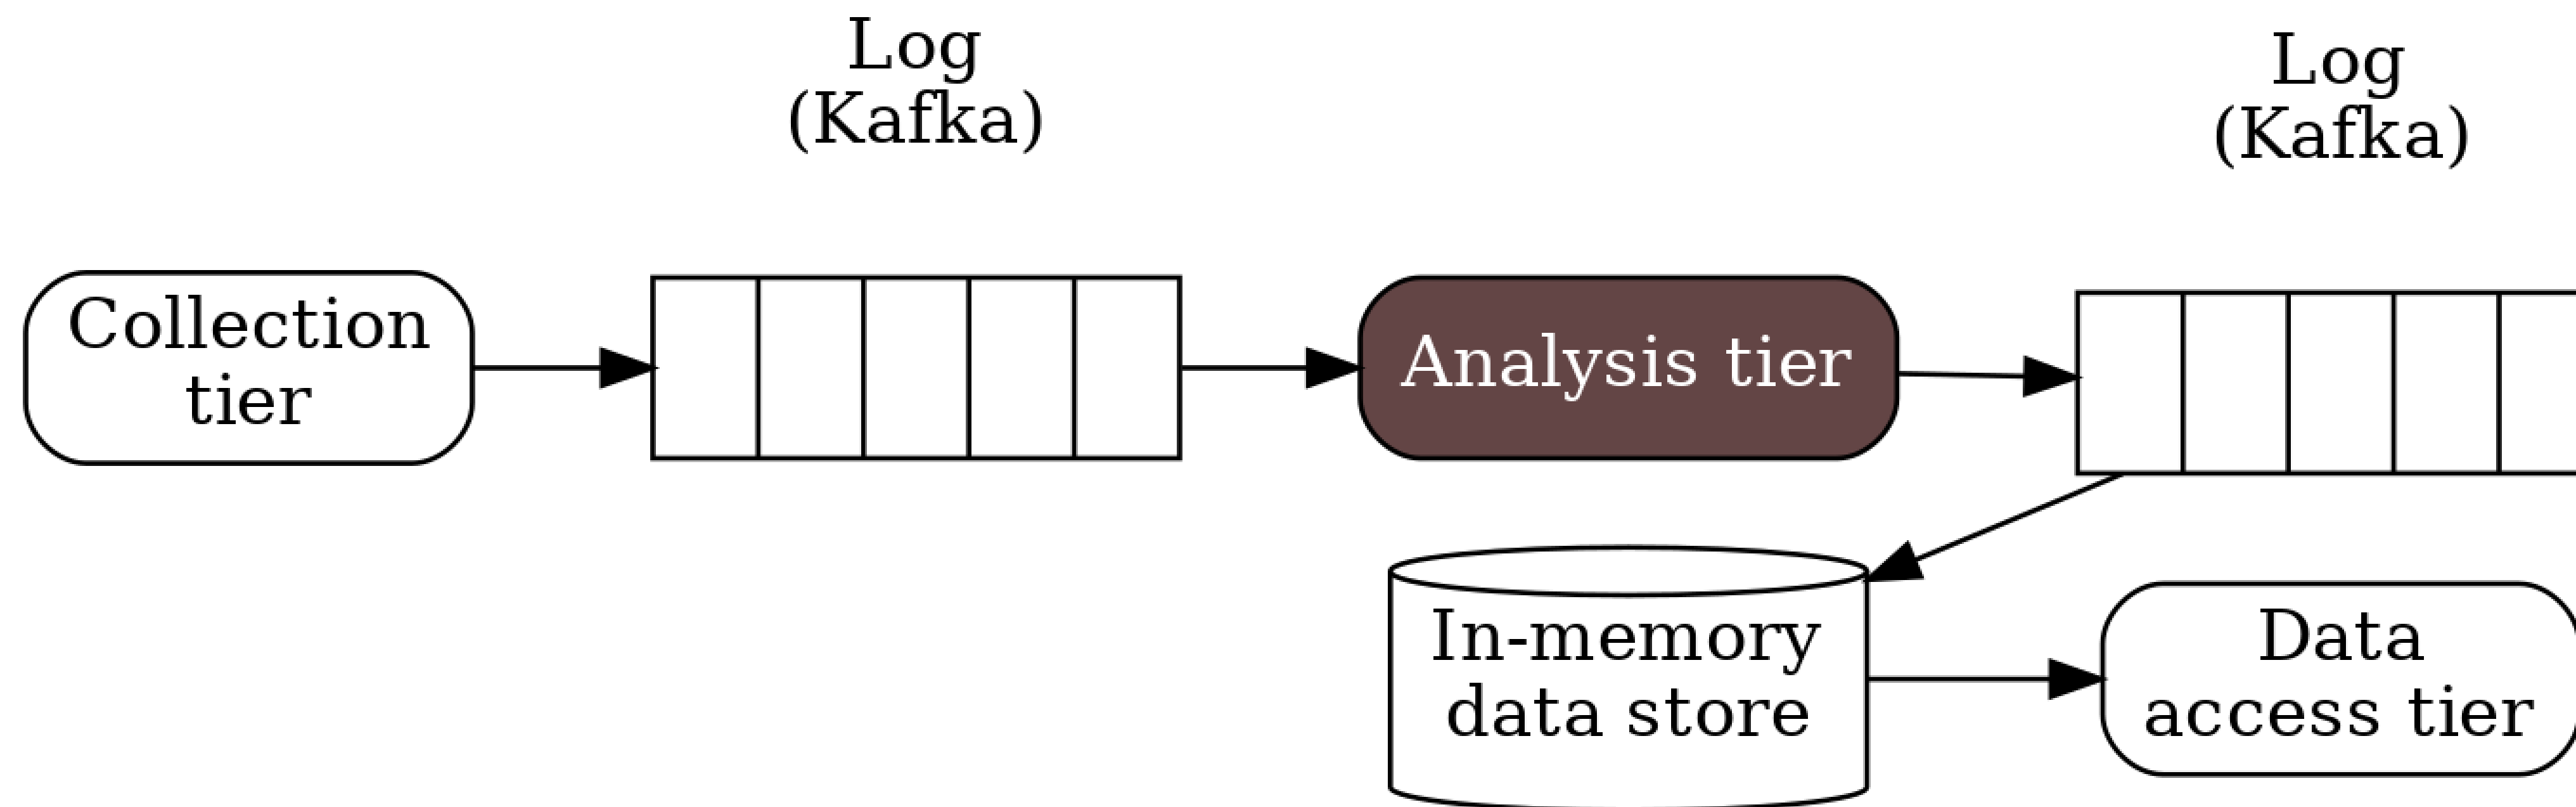 Log
(Kafka)
Log
(Kafka)
Collection
tier
Analysis tier
In-memory
data store
Data
access tier